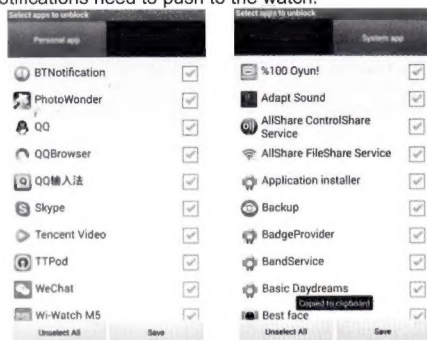 otifications need to push to the watch.
Select apps to unblock
Personal app
BTNotification
PhotoWonder
QQ
QQBrowser
QQ输入法
Skype
Tencent Video
TTPod
WeChat
Wi-Watch M5
Unselect All
Save
Select apps to unblock
System app
%100 Oyun!
Adapt Sound
AllShare ControlShare
Service
AllShare FileShare Service
Application installer
Backup
BadgeProvider
BandService
Basic Daydreams
Copied to clipboard
Best face
Unselect All
Save